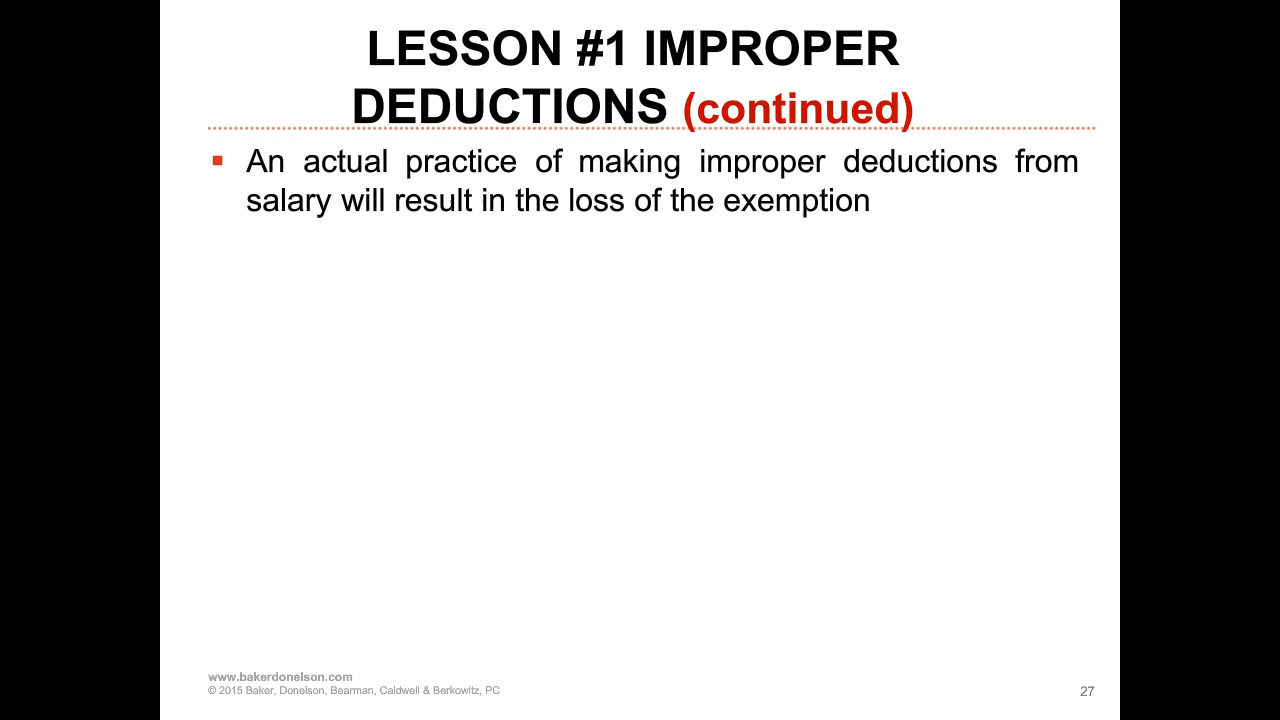 LESSON #1 IMPROPER
DEDUCTIONS (continued)
An actual practice of making improper deductions from
salary will result in the loss of the exemption
www.bakerdonelson.com
© 2015 Baker, Donelson, Bearman, Caldwell & Berkowitz, PC
27